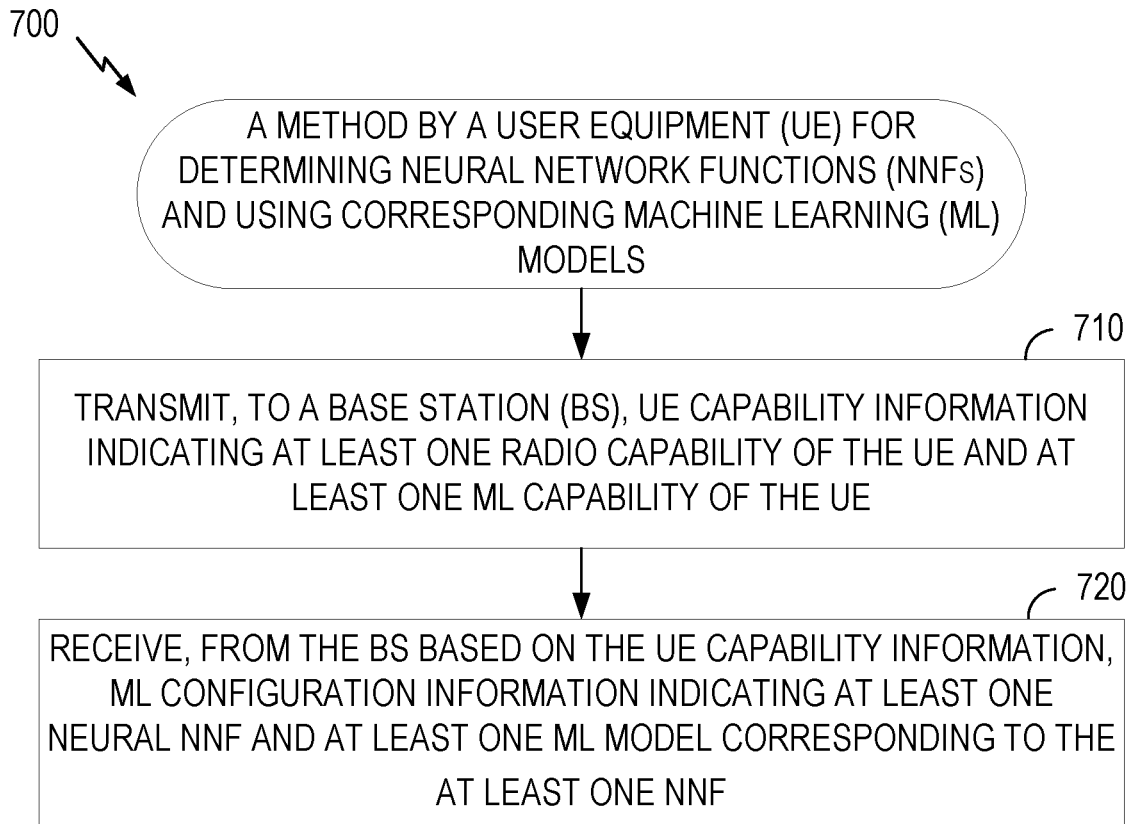 700
A METHOD BY A USER EQUIPMENT (UE) FOR
DETERMINING NEURAL NETWORK FUNCTIONS (NNFS)
AND USING CORRESPONDING MACHINE LEARNING (ML)
MODELS
710
TRANSMIT, TO A BASE STATION (BS), UE CAPABILITY INFORMATION
INDICATING AT LEAST ONE RADIO CAPABILITY OF THE UE AND AT
LEAST ONE ML CAPABILITY OF THE UE
720
RECEIVE, FROM THE BS BASED ON THE UE CAPABILITY INFORMATION,
ML CONFIGURATION INFORMATION INDICATING AT LEAST ONE
NEURAL NNF AND AT LEAST ONE ML MODEL CORRESPONDING TO THE
AT LEAST ONE NNF